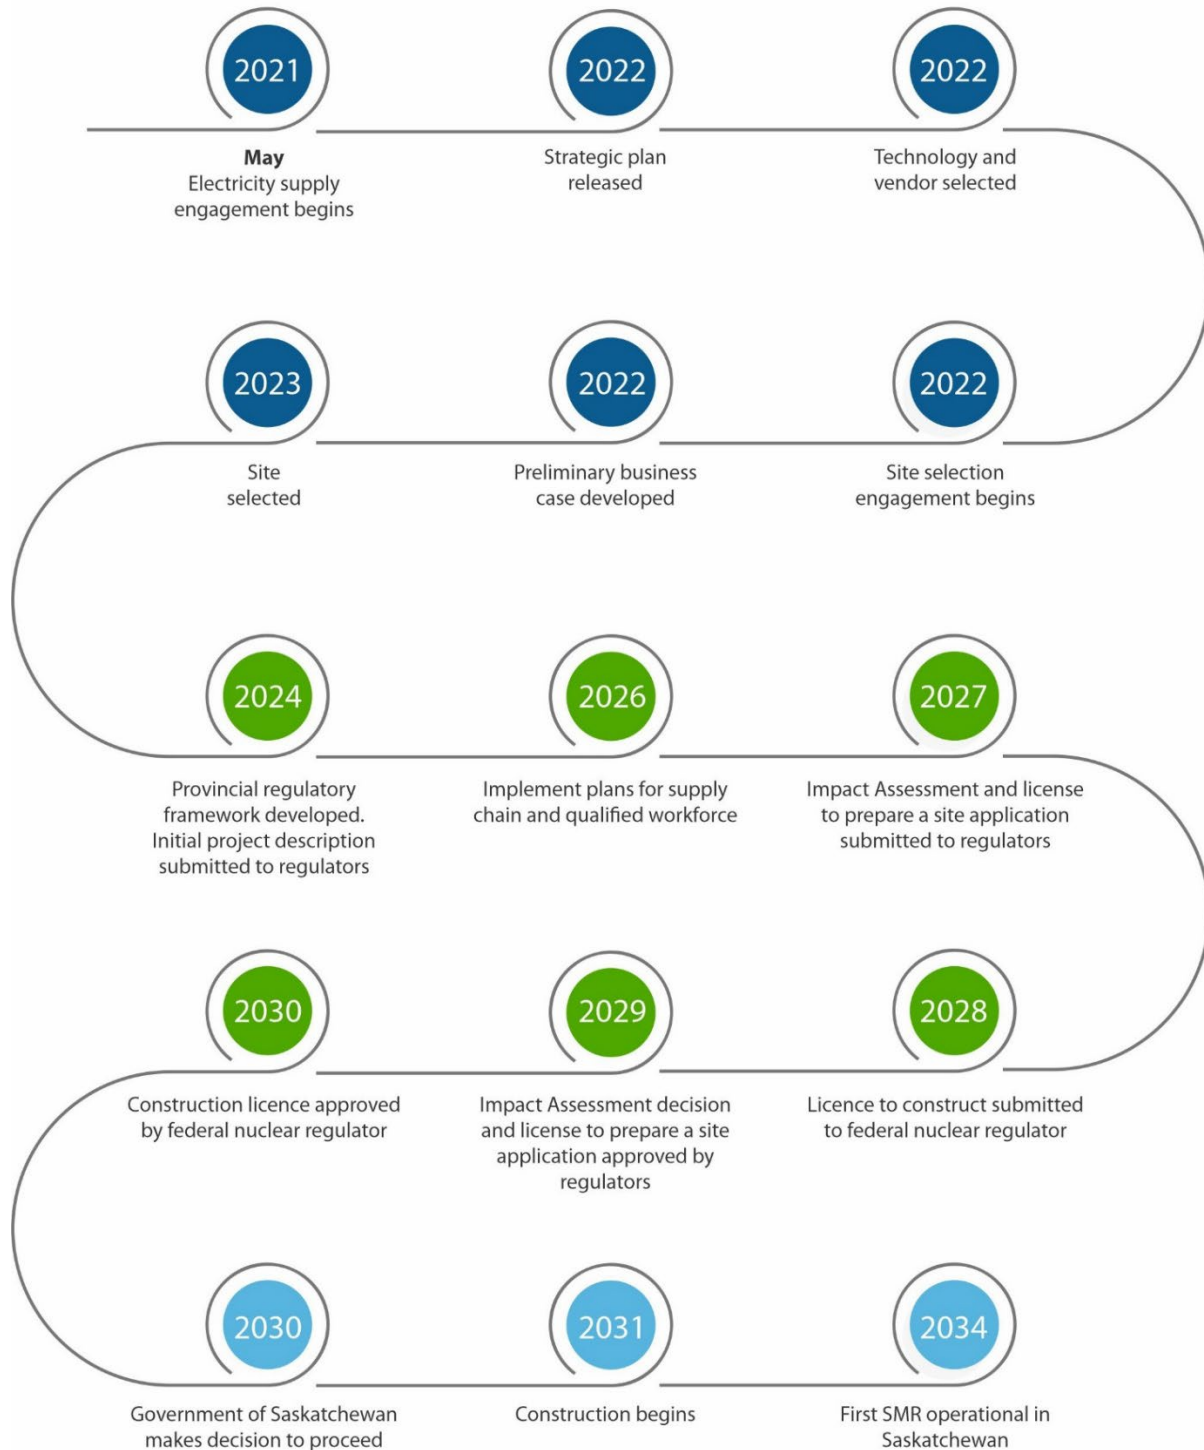 2021
May
Electricity supply
engagement begins
2022
Strategic plan
released
2022
Technology and
vendor selected
2022
Site selection
engagement begins
2022
Preliminary business
case developed
2023
Site
selected
2024
Provincial regulatory
framework developed.
Initial project description
submitted to regulators
2026
Implement plans for supply
chain and qualified workforce
2027
Impact Assessment and license
to prepare a site application
submitted to regulators
2028
Licence to construct submitted
to federal nuclear regulator
2029
Impact Assessment decision
and license to prepare a site
application approved by
regulators
2030
Construction licence approved
by federal nuclear regulator
2030
Government of Saskatchewan
makes decision to proceed
2031
Construction begins
2034
First SMR operational in
Saskatchewan